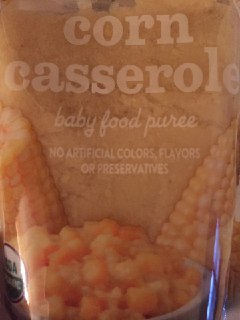 corn
casserole
baby food puree
NO ARTIFICIAL COLORS, FLAVORS
OR PRESERVATIVES